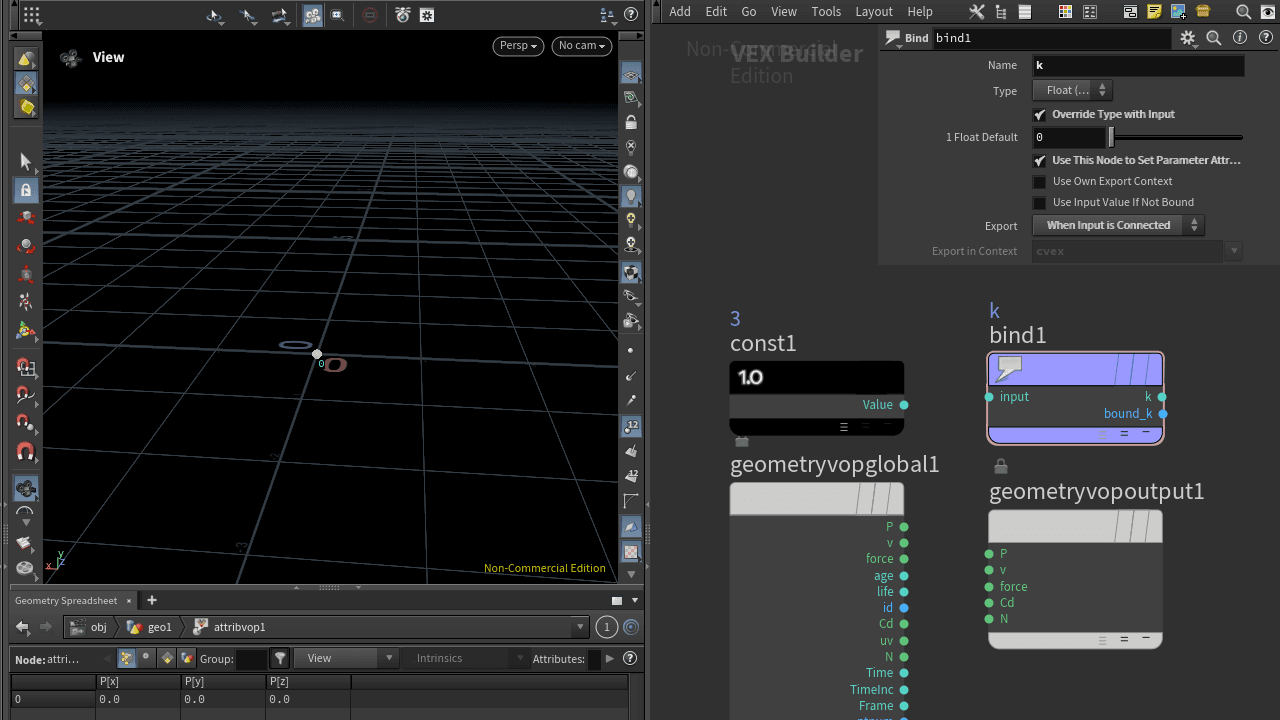 Add Edit Go View Tools Layout Help
View
Persp
No cam
Non-Commercial Edition
VEX Builder
Bind bind1
Name k
Type Float (...
Override Type with Input
1 Float Default 0
Use This Node to Set Parameter Attr...
Use Own Export Context
Use Input Value If Not Bound
Export When Input is Connected
Export in Context cvex
3
const1
1.0
Value
k
bind1
input k
bound_k
geometryvopglobal1
P
v
force
age
life
id
Cd
uv
N
Time
TimeInc
Frame
geometryvopoutput1
P
v
force
Cd
N
0
12
12
y
x z
Non-Commercial Edition
Geometry Spreadsheet × +
obj geo1 attribvop1 1
Node: attri... Group: View Intrinsics Attributes:
P[x] P[y] P[z]
0 0.0 0.0 0.0